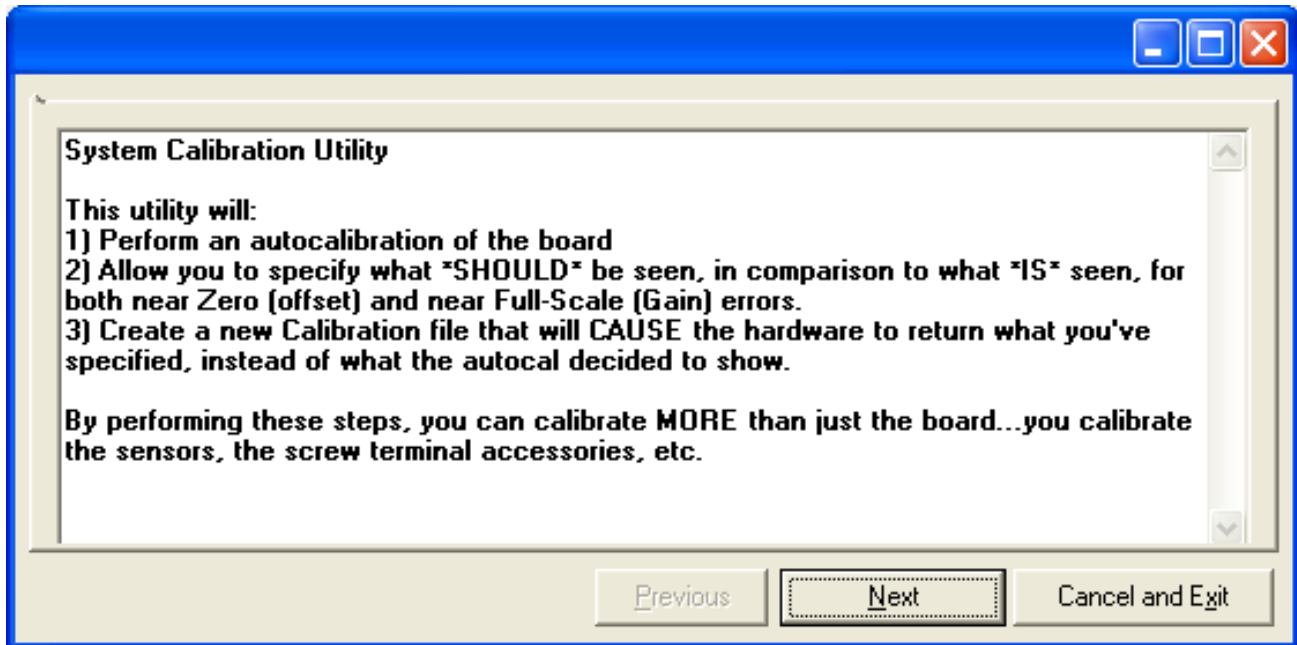 System Calibration Utility
This utility will:
1) Perform an autocalibration of the board
2) Allow you to specify what *SHOULD* be seen, in comparison to what *IS* seen, for
both near Zero (offset) and near Full-Scale (Gain) errors.
3) Create a new Calibration file that will CAUSE the hardware to return what you've
specified, instead of what the autocal decided to show.
By performing these steps, you can calibrate MORE than just the board...you calibrate
the sensors, the screw terminal accessories, etc.
Previous
Next
Cancel and Exit